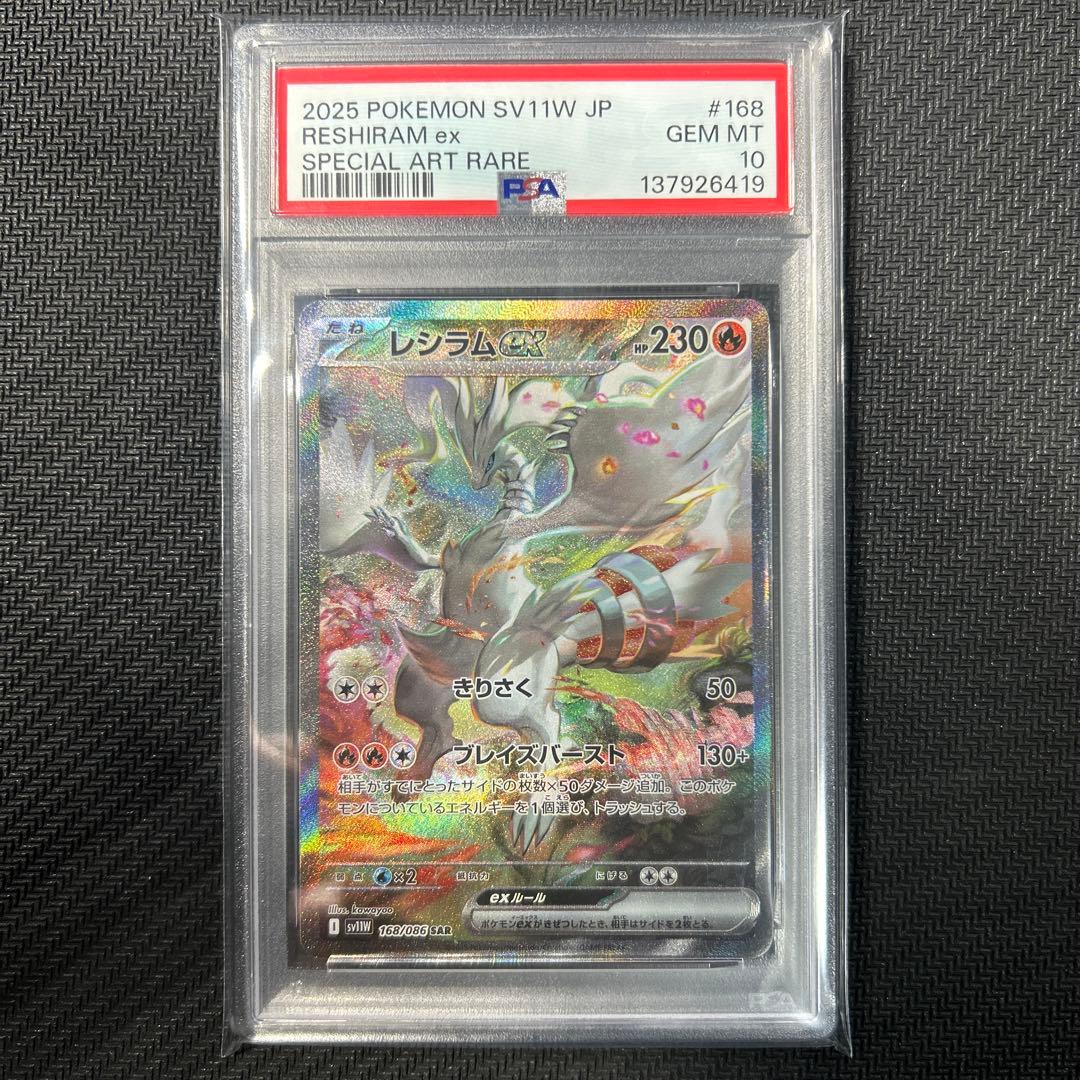 2025 POKEMON SV11W JP #168
RESHIRAM ex GEM MT
SPECIAL ART RARE 10
PSA 137926419
たね レシラムex HP230
きりさく 50
ブレイズバースト 130+
相手がすでにとったサイドの枚数×50ダメージ追加。このポケ
モンについているエネルギーを1個選び、トラッシュする。
弱点 ×2 抵抗力 にげる
exルール
ポケモンexがきぜつしたとき、相手はサイドを2枚とる。
Illus. kawayoo
I sv11W 168/086 SAR
PSA